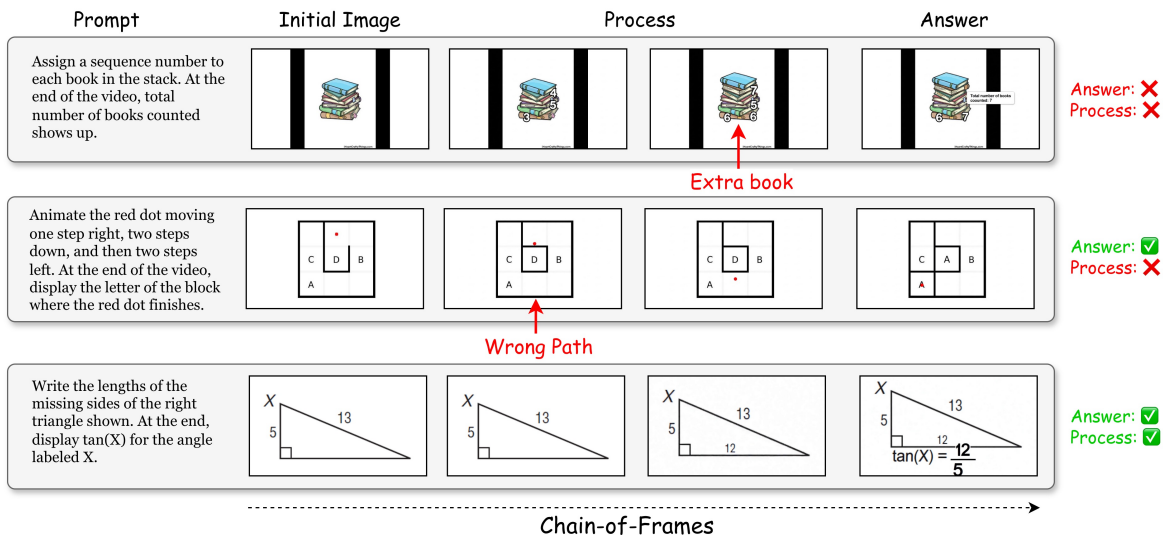 Prompt
Initial Image
Process
Answer
Assign a sequence number to
each book in the stack. At the
end of the video, total
number of books counted
shows up.
4
5
3
7
5
6
6
Total number of books
coounted: 7
6
7
Answer: ❌
Process: ❌
Extra book
Animate the red dot moving
one step right, two steps
down, and then two steps
left. At the end of the video,
display the letter of the block
where the red dot finishes.
C D B
A
C D B
A
C D B
A
C A B
A
Answer: ✅
Process: ❌
Wrong Path
Write the lengths of the
missing sides of the right
triangle shown. At the end,
display tan(X) for the angle
labeled X.
X
13
5
X
13
5
X
13
5
12
X
13
5
12
tan(X) = 12
5
Answer: ✅
Process: ✅
Chain-of-Frames